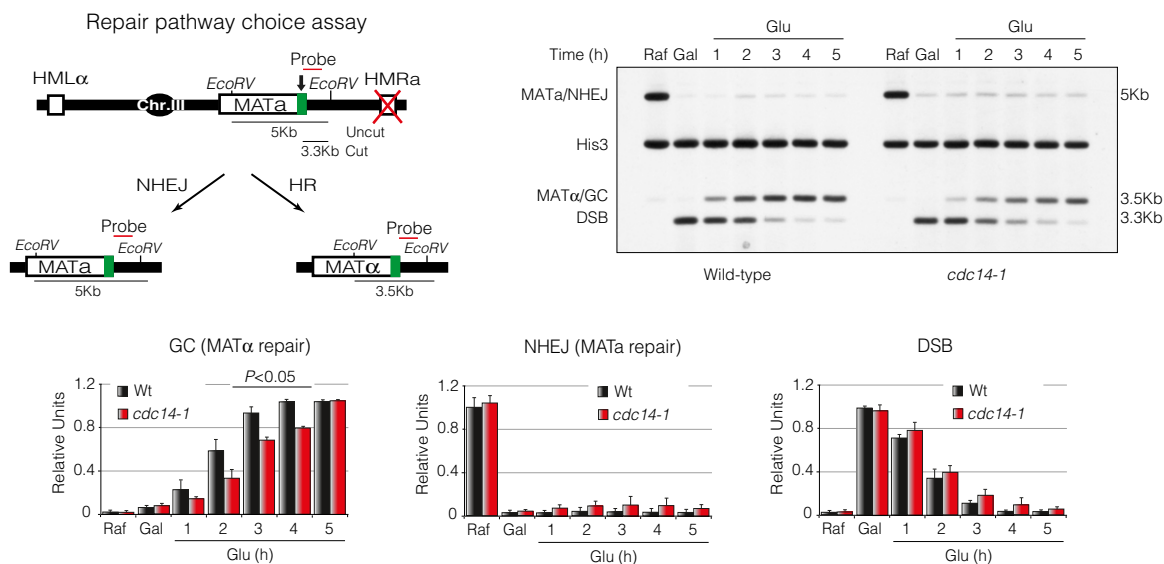 Repair pathway choice assay
Probe
HMLα
EcoRV
EcoRV
HMRa
Chr.III
MATa
5Kb
Uncut
3.3Kb
Cut
NHEJ
HR
Probe
EcoRV
EcoRV
MATa
5Kb
Probe
EcoRV
EcoRV
MATα
3.5Kb
Glu
Glu
Time (h)
Raf Gal 1 2 3 4 5
Raf Gal 1 2 3 4 5
MATa/NHEJ
5Kb
His3
MATα/GC
3.5Kb
DSB
3.3Kb
Wild-type
cdc14-1
GC (MATα repair)
Relative Units
1.2
0.8
0.4
0
Wt
cdc14-1
P<0.05
Raf Gal 1 2 3 4 5
Glu (h)
NHEJ (MATa repair)
Relative Units
1.2
0.8
0.4
0
Wt
cdc14-1
Raf Gal 1 2 3 4 5
Glu (h)
DSB
Relative Units
1.2
0.8
0.4
0
Wt
cdc14-1
Raf Gal 1 2 3 4 5
Glu (h)